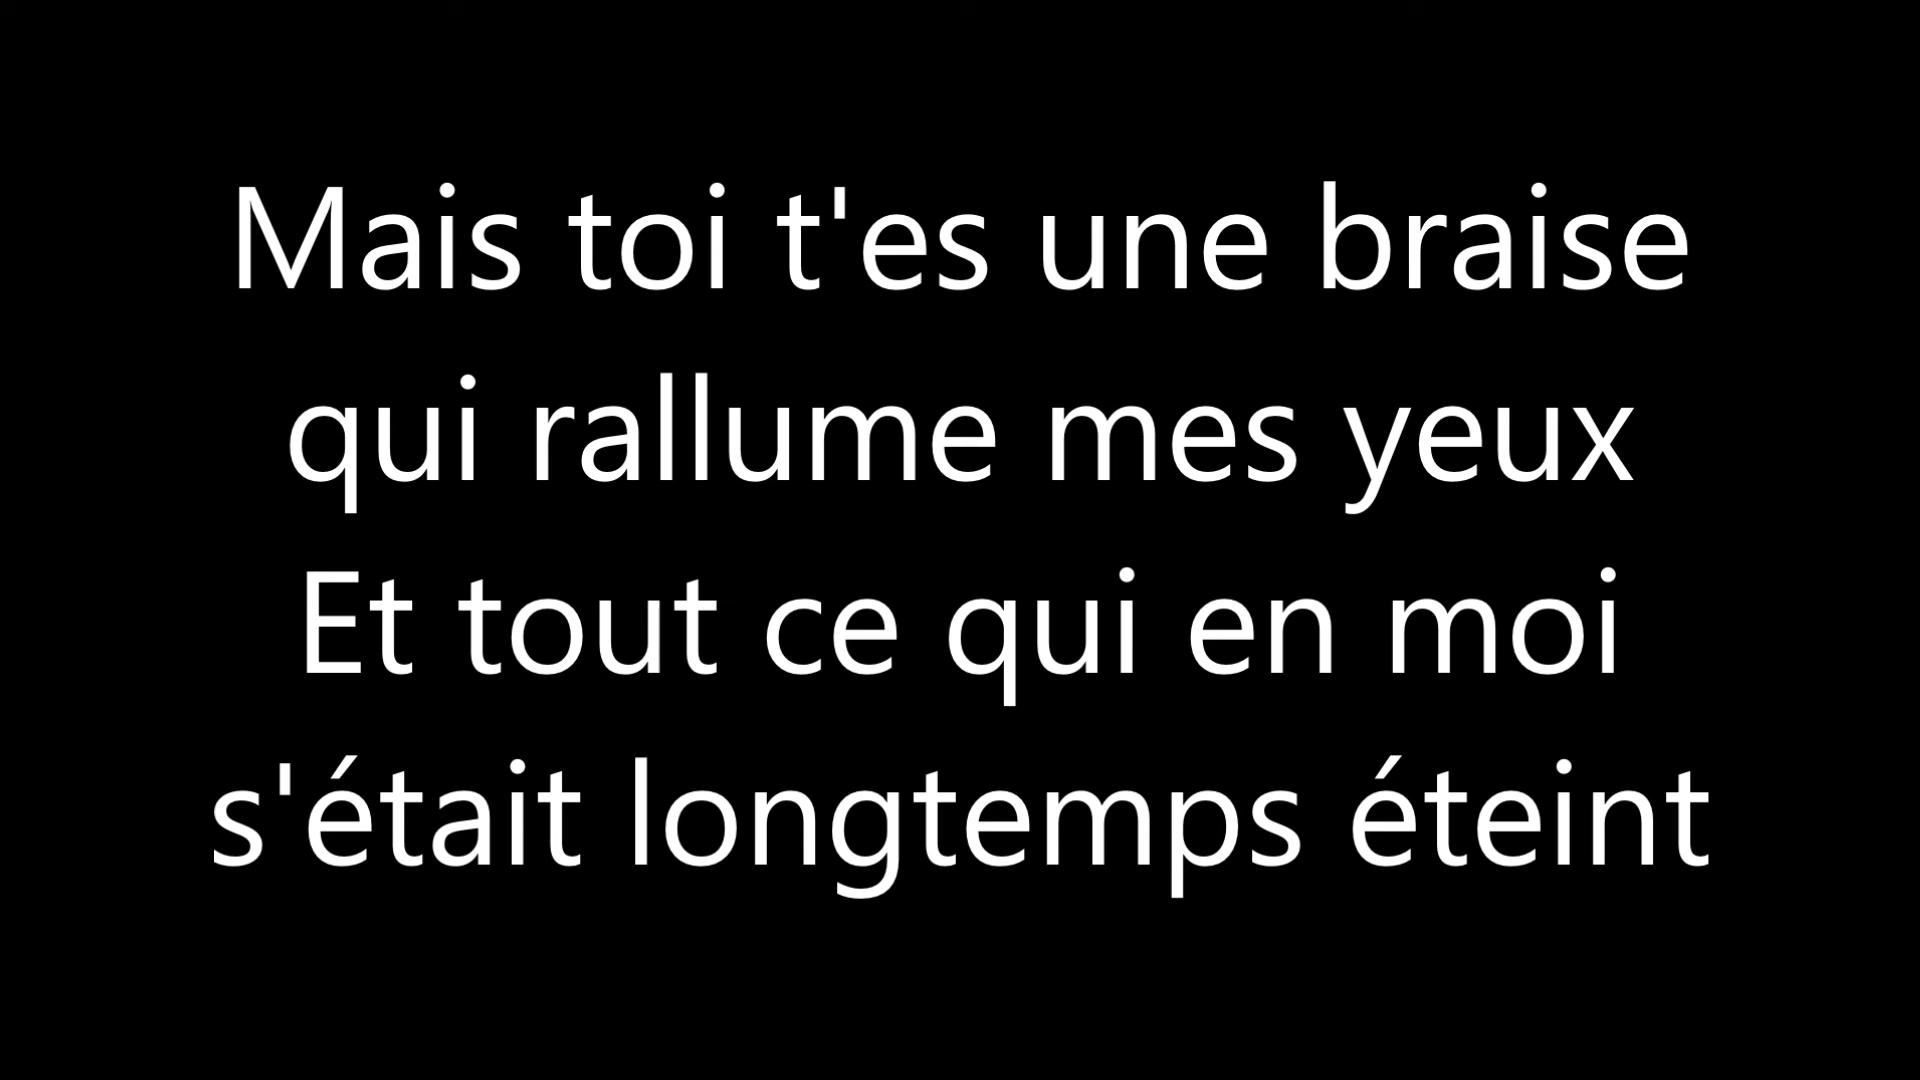 Mais toi t'es une braise
qui rallume mes yeux
Et tout ce qui en moi
s'était longtemps éteint